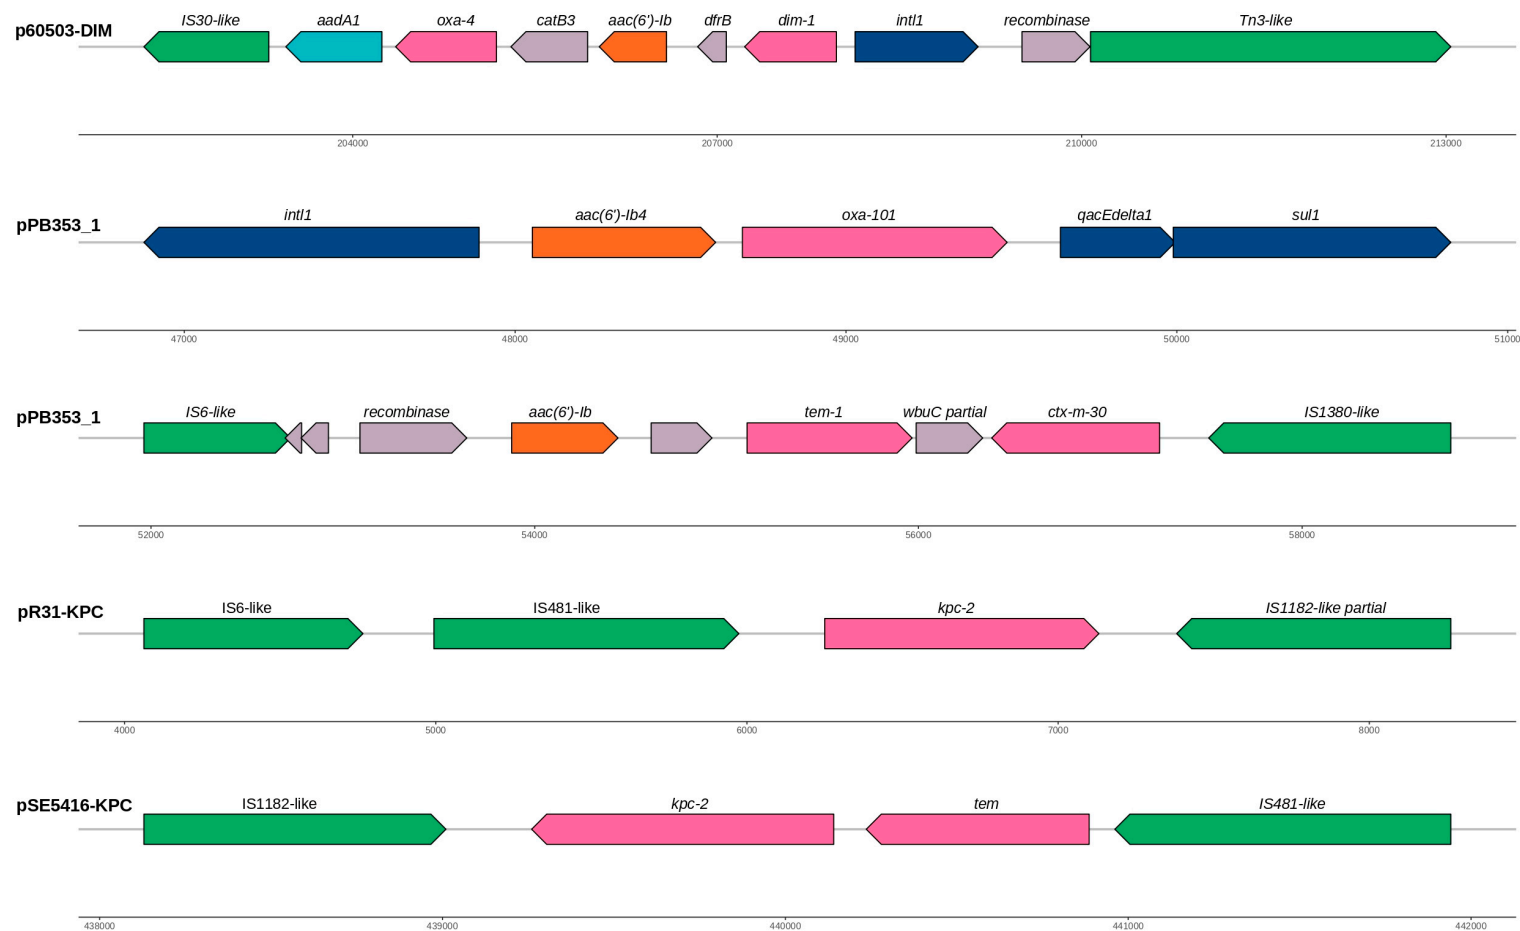 IS30-like aadA1 oxa-4 catB3 aac(6')-Ib dfrB dim-1 intI1 recombinase Tn3-like
p60503-DIM
204000 207000 210000 213000
intI1 aac(6')-Ib4 oxa-101 qacEdelta1 sul1
pPB353_1
47000 48000 49000 50000 51000
IS6-like recombinase aac(6')-Ib tem-1 wbuC partial ctx-m-30 IS1380-like
pPB353_1
52000 54000 56000 58000
IS6-like IS481-like kpc-2 IS1182-like partial
pR31-KPC
4000 5000 6000 7000 8000
IS1182-like kpc-2 tem IS481-like
pSE5416-KPC
438000 439000 440000 441000 442000